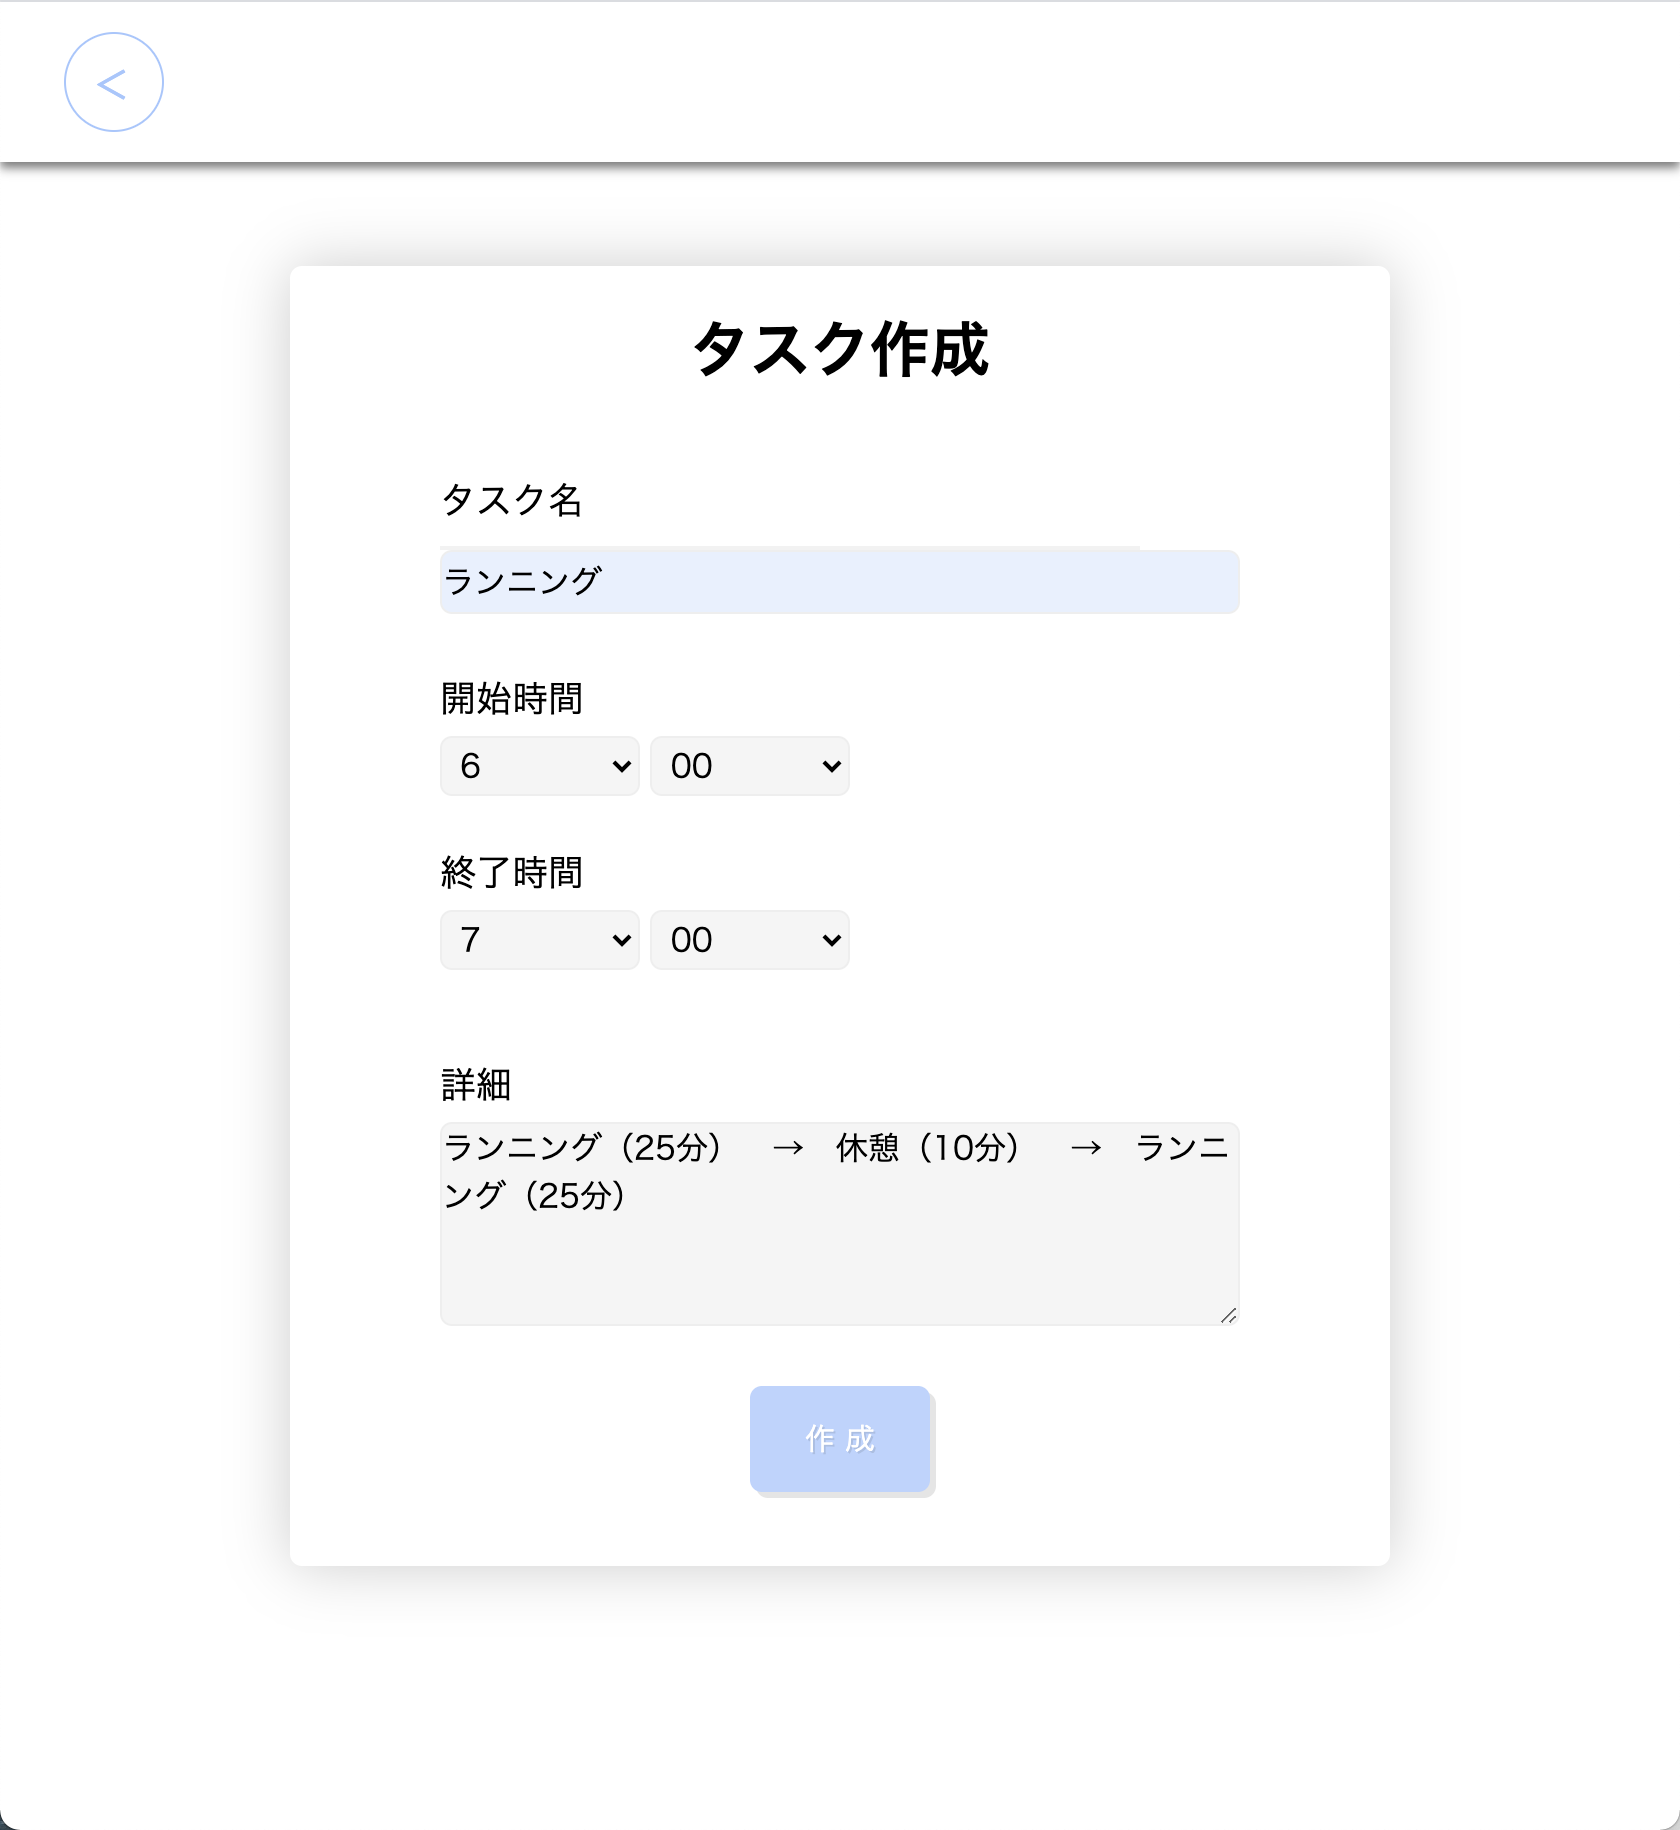 <
タスク作成
タスク名
ランニング
開始時間
6 00
終了時間
7 00
詳細
ランニング（25分）　→　休憩（10分）　→　ランニ
ング（25分）
作成